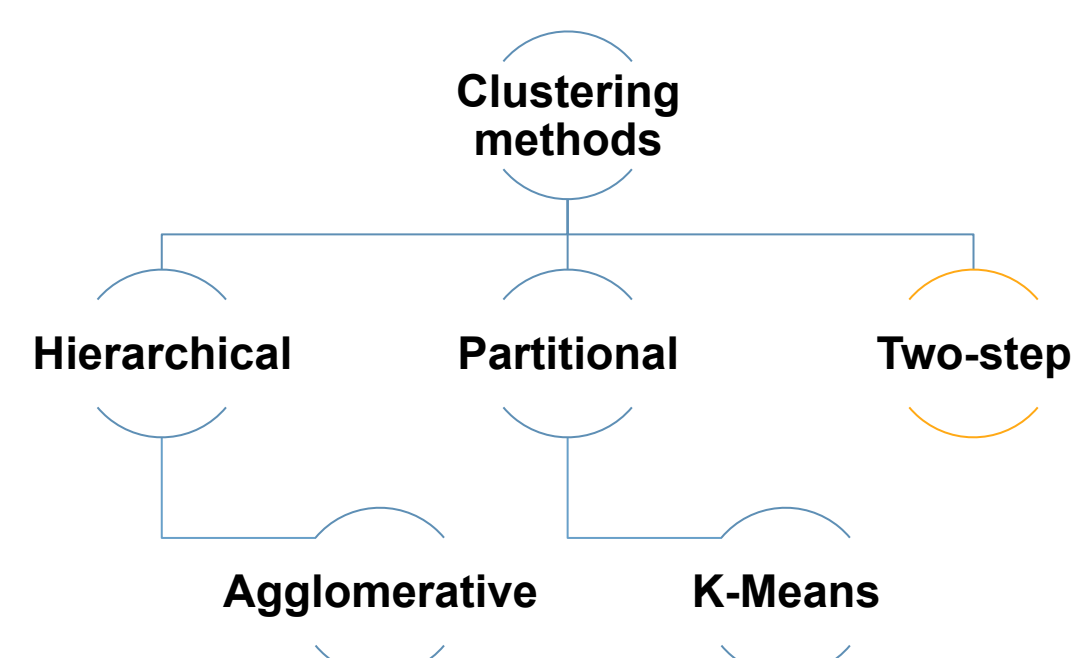 Clustering
methods
Hierarchical
Partitional
Two-step
Agglomerative
K-Means